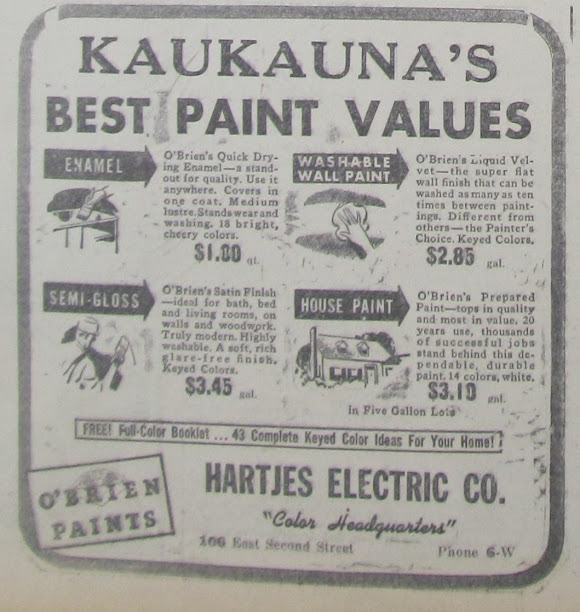 KAUKAUNA'S
BEST PAINT VALUES
ENAMEL
O'Brien's Quick Dry-
ing Enamel—a stand-
out for quality. Use it
anywhere. Covers in
one coat. Medium
lustre. Stands wear and
washing. 18 bright,
cheery colors.
$1.80 qt.
WASHABLE
WALL PAINT
O'Brien's Liquid Vel-
vet—the super flat
wall finish that can be
washed as many as ten
times between paint-
ings. Different from
others—the Painter's
Choice. Keyed Colors.
$2.85 gal.
SEMI-GLOSS
O'Brien's Satin Finish
—ideal for bath, bed
and living rooms, on
walls and woodwork.
Truly modern. Highly
washable. A soft, rich
glare-free finish.
Keyed Colors.
$3.45 gal.
HOUSE PAINT
O'Brien's Prepared
Paint—tops in quality
and most in value. 20
years use, thousands
of successful jobs
stand behind this de-
pendable, durable
paint. 14 colors, white.
$3.10 gal.
In Five Gallon Lots
FREE! Full-Color Booklet ... 43 Complete Keyed Color Ideas For Your Home!
O'BRIEN
PAINTS
HARTJES ELECTRIC CO.
"Color Headquarters"
106 East Second Street
Phone 6-W